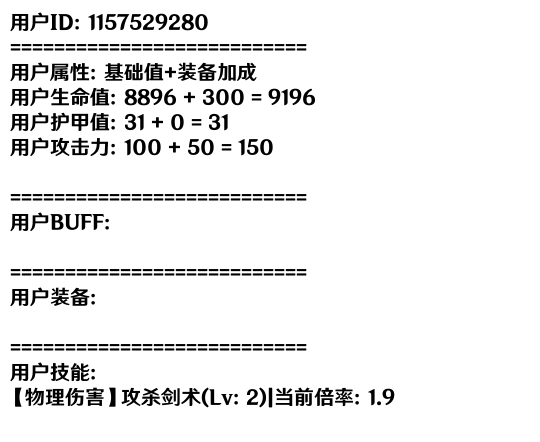 用户ID: 1157529280
===========================
用户属性: 基础值+装备加成
用户生命值: 8896 + 300 = 9196
用户护甲值: 31 + 0 = 31
用户攻击力: 100 + 50 = 150
===========================
用户BUFF:
===========================
用户装备:
===========================
用户技能:
【物理伤害】攻杀剑术(Lv: 2)|当前倍率: 1.9